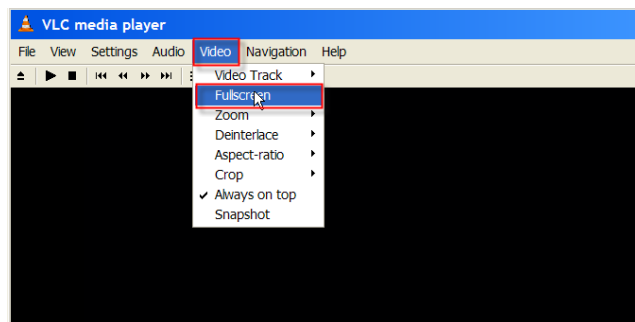 VLC media player
File View Settings Audio Video Navigation Help
Video Track
Fullscreen
Zoom
Deinterlace
Aspect-ratio
Crop
Always on top
Snapshot